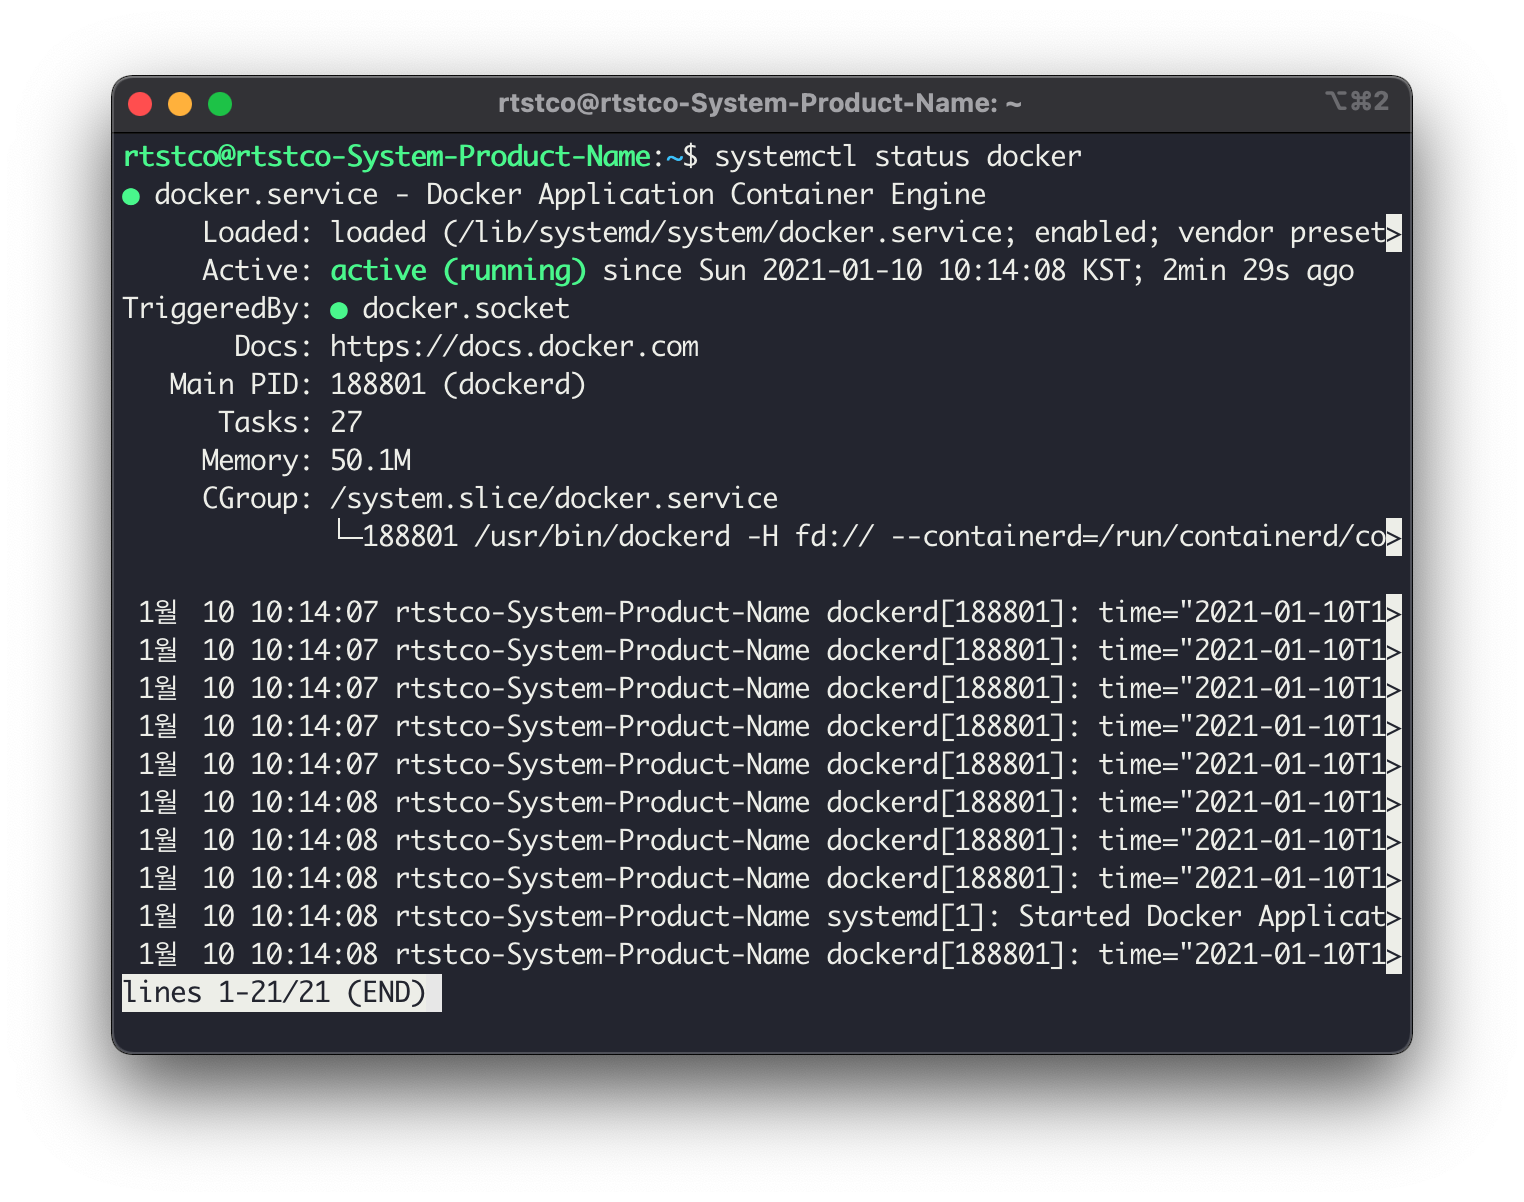 rtstco@rtstco-System-Product-Name: ~ ⌥⌘2
rtstco@rtstco-System-Product-Name:~$ systemctl status docker
● docker.service - Docker Application Container Engine
     Loaded: loaded (/lib/systemd/system/docker.service; enabled; vendor preset>
     Active: active (running) since Sun 2021-01-10 10:14:08 KST; 2min 29s ago
TriggeredBy: ● docker.socket
       Docs: https://docs.docker.com
   Main PID: 188801 (dockerd)
      Tasks: 27
     Memory: 50.1M
     CGroup: /system.slice/docker.service
             └─188801 /usr/bin/dockerd -H fd:// --containerd=/run/containerd/co>
 1월 10 10:14:07 rtstco-System-Product-Name dockerd[188801]: time="2021-01-10T1>
 1월 10 10:14:07 rtstco-System-Product-Name dockerd[188801]: time="2021-01-10T1>
 1월 10 10:14:07 rtstco-System-Product-Name dockerd[188801]: time="2021-01-10T1>
 1월 10 10:14:07 rtstco-System-Product-Name dockerd[188801]: time="2021-01-10T1>
 1월 10 10:14:07 rtstco-System-Product-Name dockerd[188801]: time="2021-01-10T1>
 1월 10 10:14:08 rtstco-System-Product-Name dockerd[188801]: time="2021-01-10T1>
 1월 10 10:14:08 rtstco-System-Product-Name dockerd[188801]: time="2021-01-10T1>
 1월 10 10:14:08 rtstco-System-Product-Name dockerd[188801]: time="2021-01-10T1>
 1월 10 10:14:08 rtstco-System-Product-Name systemd[1]: Started Docker Applicat>
 1월 10 10:14:08 rtstco-System-Product-Name dockerd[188801]: time="2021-01-10T1>
lines 1-21/21 (END)